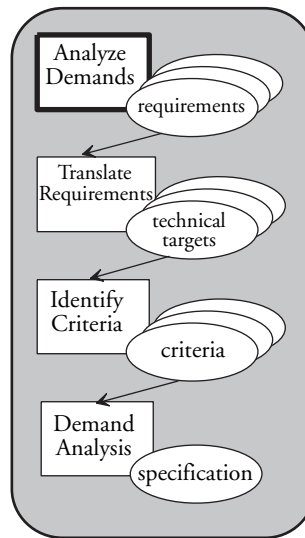 Analyze
Demands
requirements
Translate
Requirements
technical
targets
Identify
Criteria
criteria
Demand
Analysis
specification